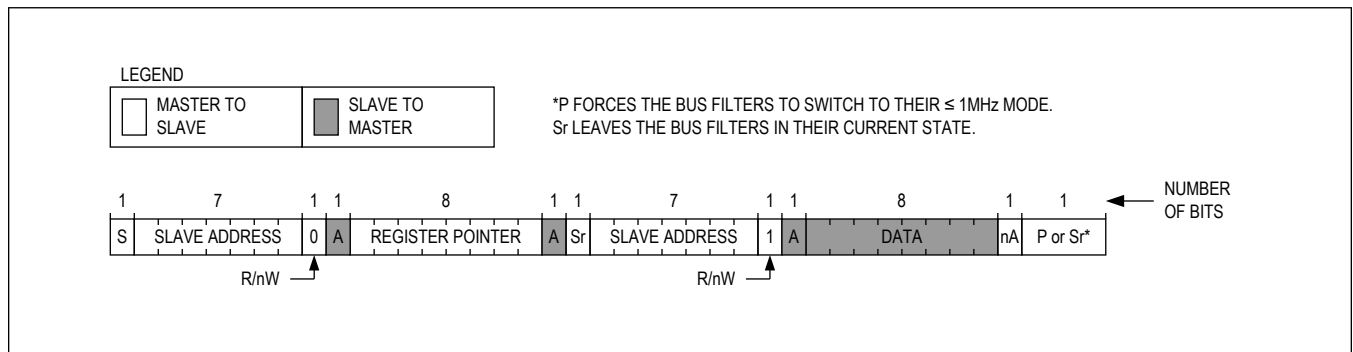 LEGEND
MASTER TO
SLAVE
SLAVE TO
MASTER
*P FORCES THE BUS FILTERS TO SWITCH TO THEIR ≤ 1MHz MODE.
Sr LEAVES THE BUS FILTERS IN THEIR CURRENT STATE.
1 7 1 1 8 1 1 7 1 1 8 1 1
NUMBER
OF BITS
S SLAVE ADDRESS 0 A REGISTER POINTER A Sr SLAVE ADDRESS 1 A DATA nA P or Sr*
R/nW R/nW